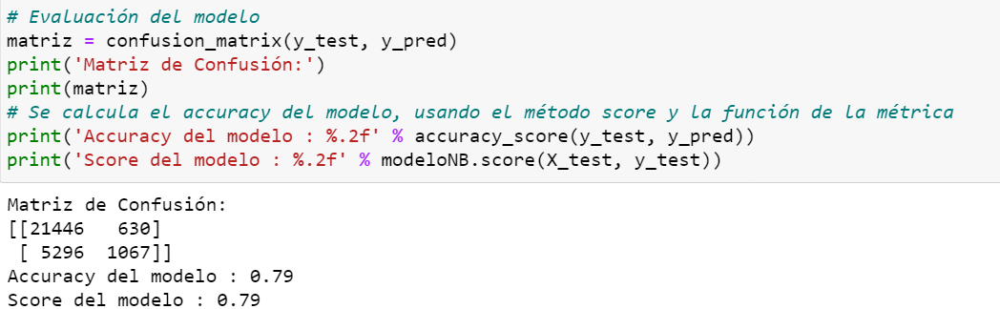 # Evaluación del modelo
matriz = confusion_matrix(y_test, y_pred)
print('Matriz de Confusión:')
print(matriz)
# Se calcula el accuracy del modelo, usando el método score y la función de la métrica
print('Accuracy del modelo : %.2f' % accuracy_score(y_test, y_pred))
print('Score del modelo : %.2f' % modeloNB.score(X_test, y_test))
Matriz de Confusión:
[[21446   630]
 [ 5296  1067]]
Accuracy del modelo : 0.79
Score del modelo : 0.79